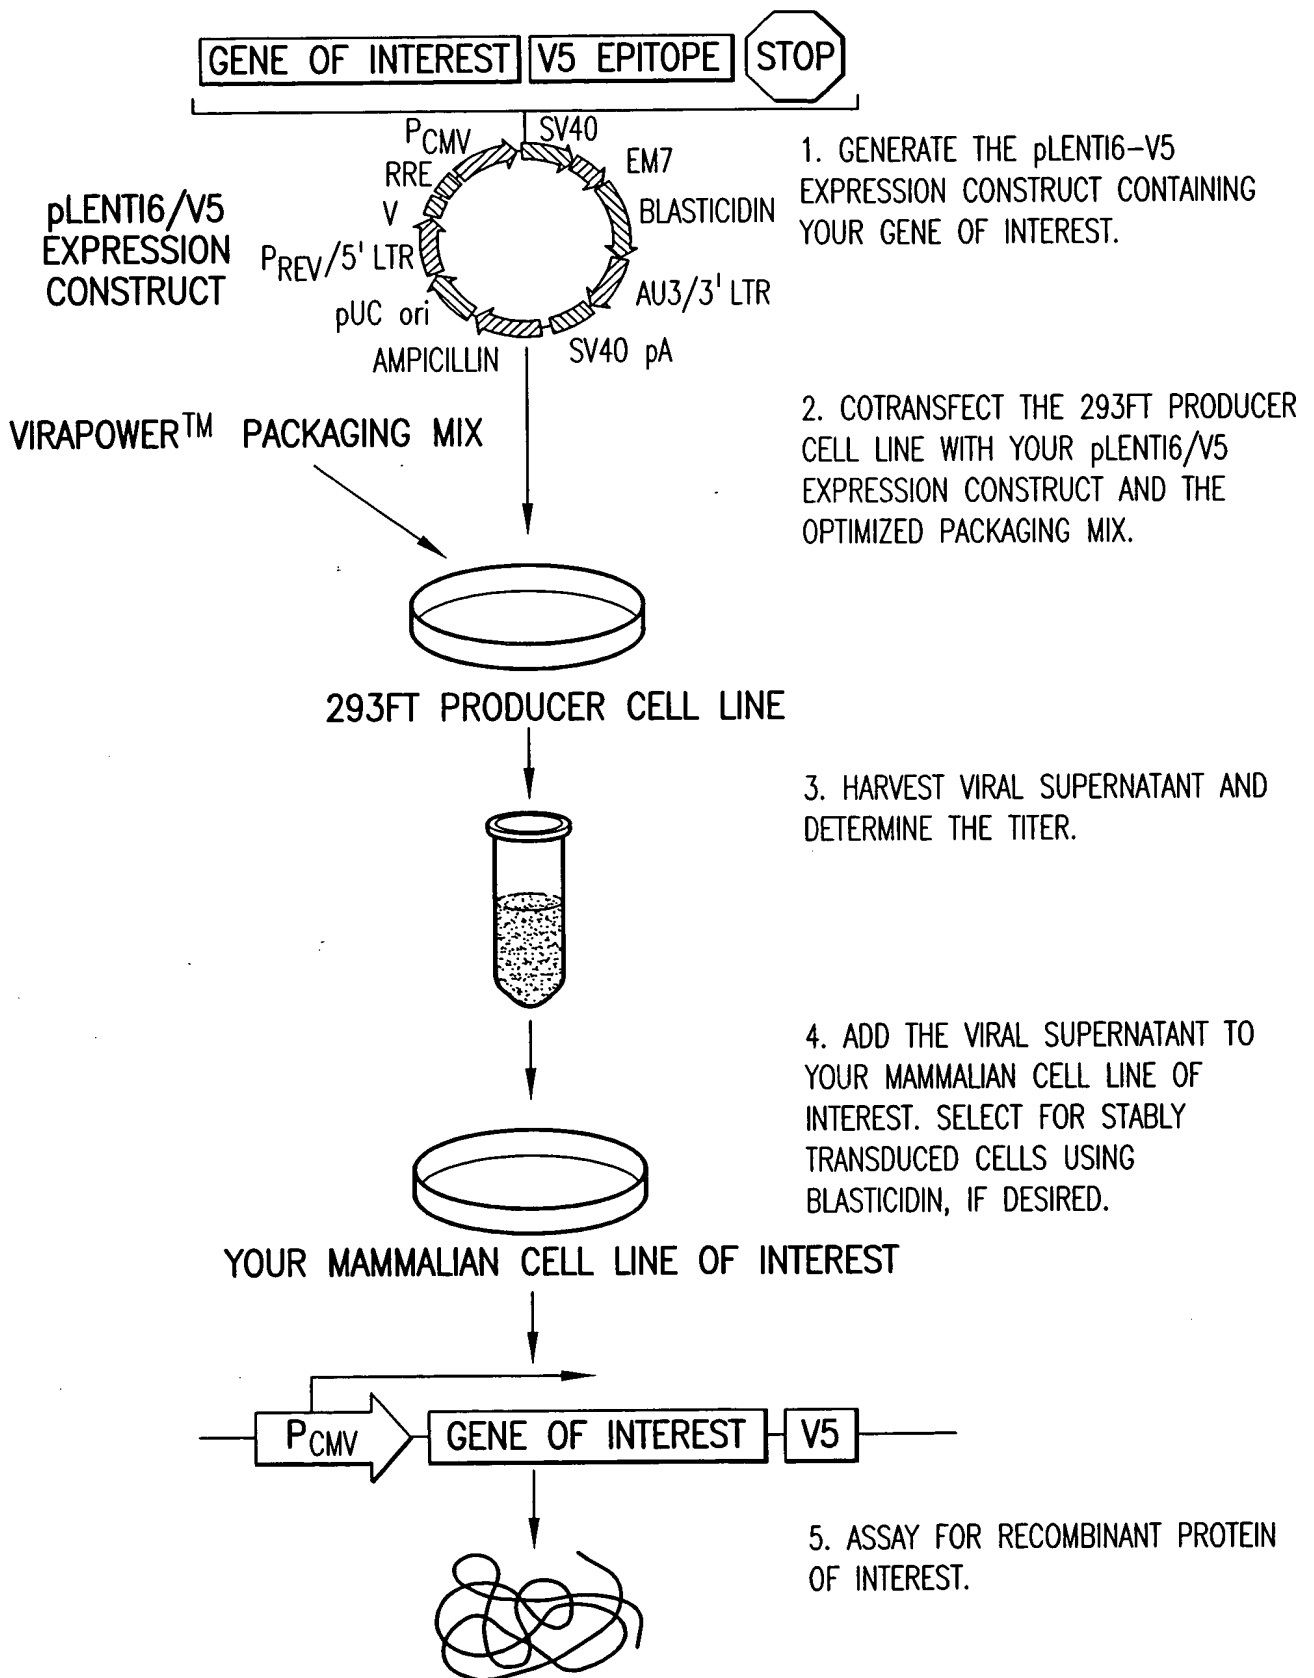 GENE OF INTEREST V5 EPITOPE STOP
P_CMV
SV40
RRE
EM7
V
BLASTICIDIN
P_REV/5' LTR
AU3/3' LTR
pUC ori
SV40 pA
AMPICILLIN
pLENTI6/V5
EXPRESSION
CONSTRUCT
1. GENERATE THE pLENTI6-V5
EXPRESSION CONSTRUCT CONTAINING
YOUR GENE OF INTEREST.
VIRAPOWER™ PACKAGING MIX
2. COTRANSFECT THE 293FT PRODUCER
CELL LINE WITH YOUR pLENTI6/V5
EXPRESSION CONSTRUCT AND THE
OPTIMIZED PACKAGING MIX.
293FT PRODUCER CELL LINE
3. HARVEST VIRAL SUPERNATANT AND
DETERMINE THE TITER.
4. ADD THE VIRAL SUPERNATANT TO
YOUR MAMMALIAN CELL LINE OF
INTEREST. SELECT FOR STABLY
TRANSDUCED CELLS USING
BLASTICIDIN, IF DESIRED.
YOUR MAMMALIAN CELL LINE OF INTEREST
P_CMV GENE OF INTEREST V5
5. ASSAY FOR RECOMBINANT PROTEIN
OF INTEREST.